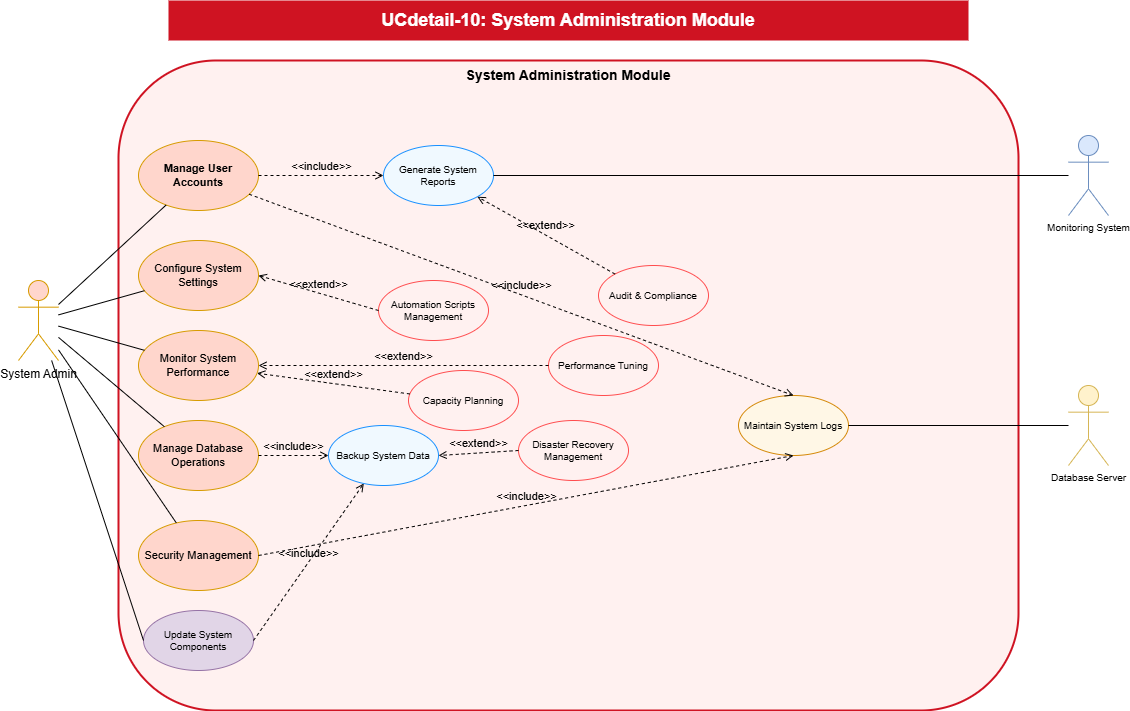 UCdetail-10: System Administration Module
System Administration Module
Manage User
Accounts
<<include>>
Generate System
Reports
Monitoring System
<<extend>>
Configure System
Settings
<<extend>>
Automation Scripts
Management
<<include>>
Audit & Compliance
System Admin
Monitor System
Performance
<<extend>>
Performance Tuning
<<extend>>
Capacity Planning
Maintain System Logs
Database Server
Manage Database
Operations
<<include>>
Backup System Data
<<extend>>
Disaster Recovery
Management
<<include>>
Security Management
<<include>>
Update System
Components